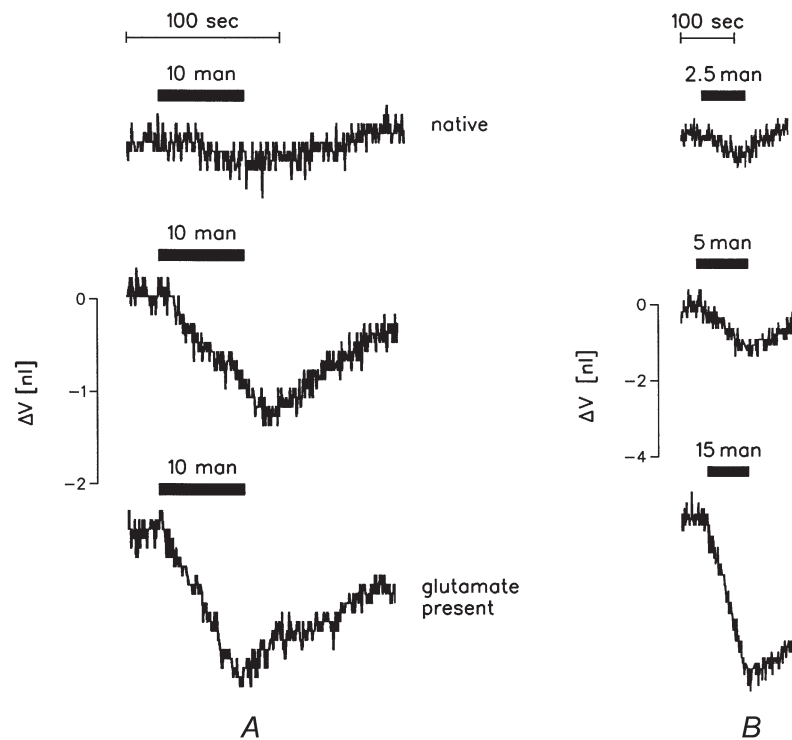 100 sec
10 man
native
10 man
0
−1
−2
ΔV [nl]
10 man
glutamate
present
A
100 sec
2.5 man
5 man
0
−2
−4
ΔV [nl]
15 man
B